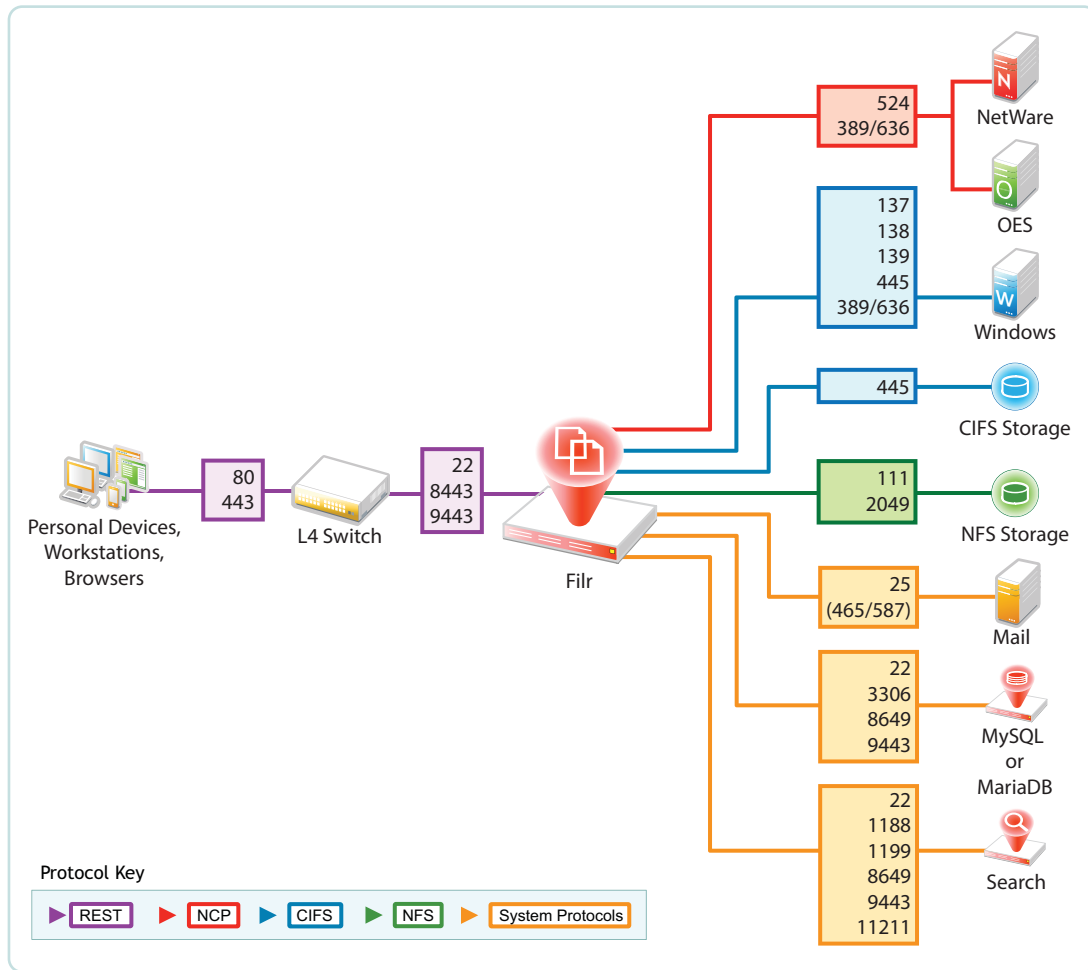 524
389/636
N
NetWare
O
OES
137
138
139
445
389/636
W
Windows
445
CIFS Storage
80
443
Personal Devices,
Workstations,
Browsers
L4 Switch
22
8443
9443
Filr
111
2049
NFS Storage
25
(465/587)
Mail
22
3306
8649
9443
MySQL
or
MariaDB
22
1188
1199
8649
9443
11211
Search
Protocol Key
REST
NCP
CIFS
NFS
System Protocols